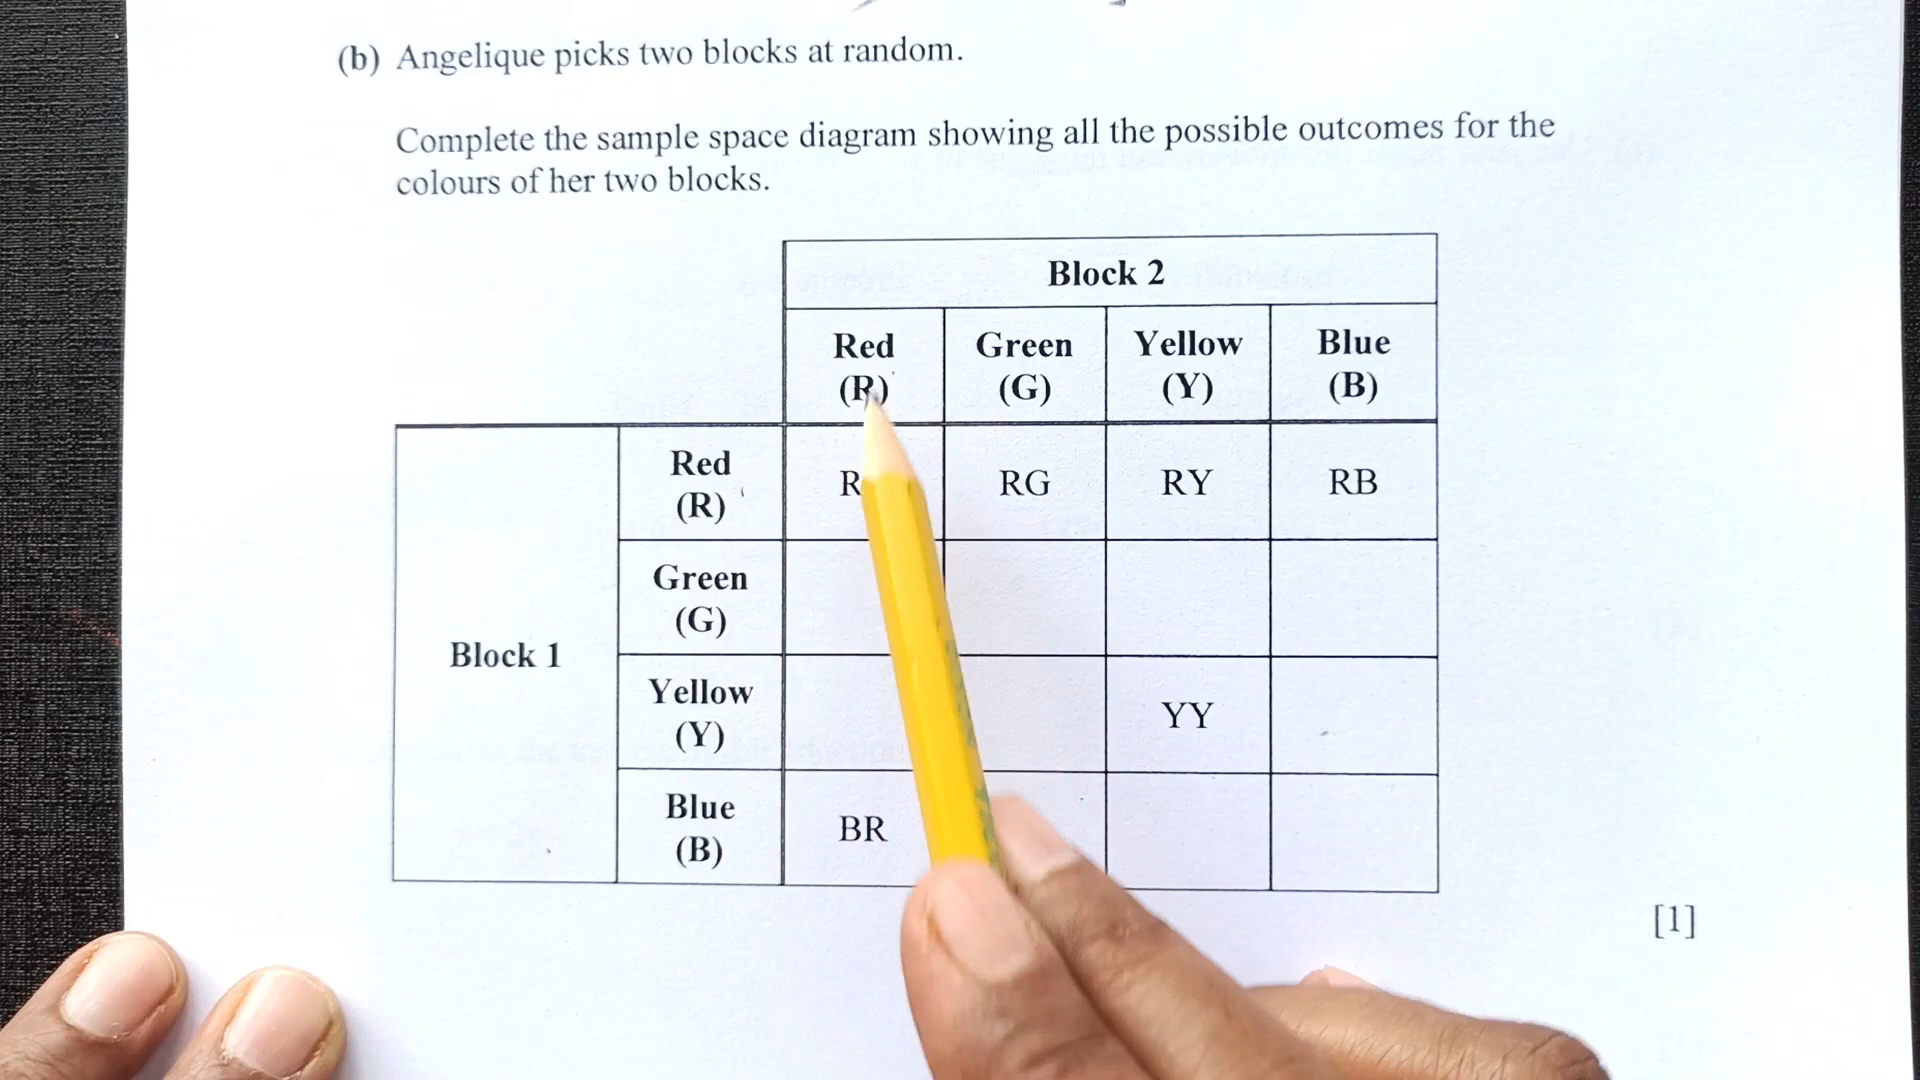 (b) Angelique picks two blocks at random.
Complete the sample space diagram showing all the possible outcomes for the
colours of her two blocks.
Block 2
Red Green Yellow Blue
(R) (G) (Y) (B)
Red
(R)
R RG RY RB
Green
(G)
Block 1
Yellow
(Y)
YY
Blue
(B)
BR
[1]